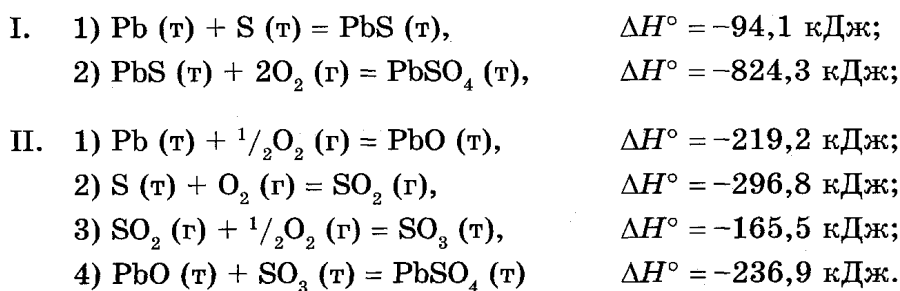 I. 1) Pb (т) + S (т) = PbS (т), ΔH° = –94,1 кДж;
2) PbS (т) + 2O₂ (г) = PbSO₄ (т), ΔH° = –824,3 кДж;
II. 1) Pb (т) + ¹/₂O₂ (г) = PbO (т), ΔH° = –219,2 кДж;
2) S (т) + O₂ (г) = SO₂ (г), ΔH° = –296,8 кДж;
3) SO₂ (г) + ¹/₂O₂ (г) = SO₃ (т), ΔH° = –165,5 кДж;
4) PbO (т) + SO₃ (т) = PbSO₄ (т) ΔH° = –236,9 кДж.